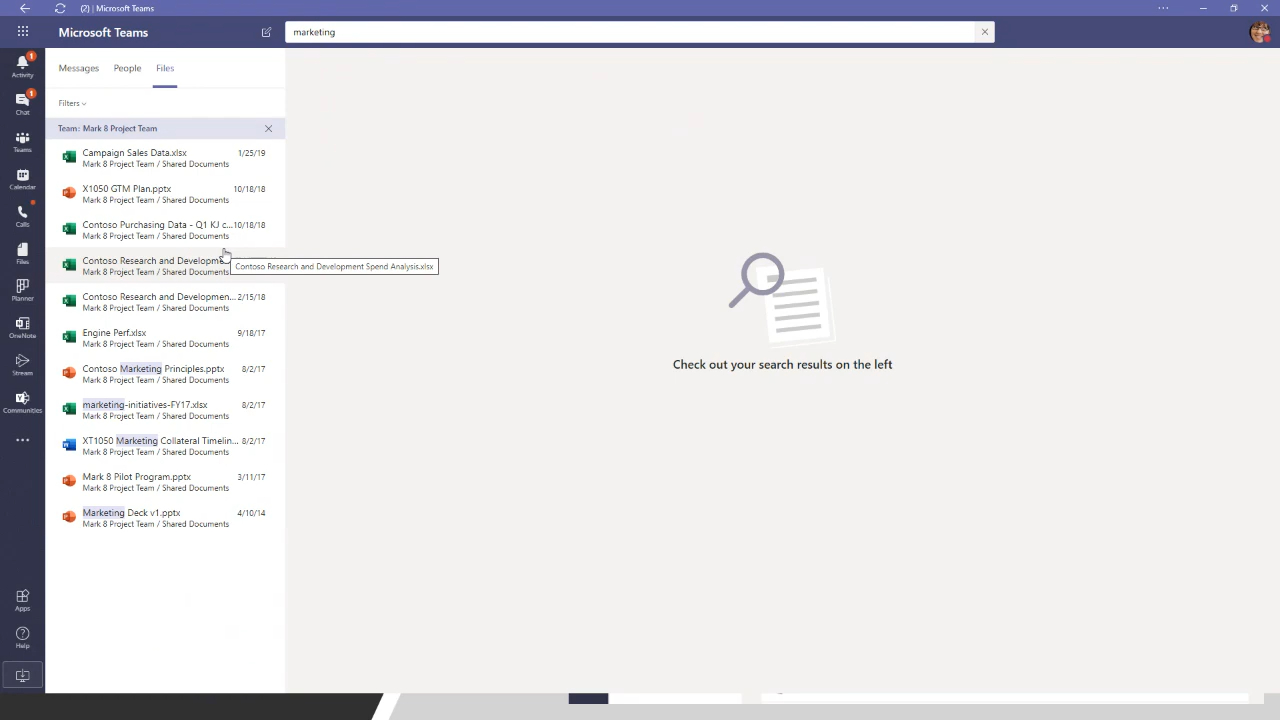 (2) | Microsoft Teams
Microsoft Teams
marketing
Activity
1
Chat
1
Teams
Calendar
Calls
Files
Planner
OneNote
Stream
Communities
Apps
Help
Messages People Files
Filters
Team: Mark 8 Project Team
Campaign Sales Data.xlsx 1/25/19
Mark 8 Project Team / Shared Documents
X1050 GTM Plan.pptx 10/18/18
Mark 8 Project Team / Shared Documents
Contoso Purchasing Data - Q1 KJ c... 10/18/18
Mark 8 Project Team / Shared Documents
Contoso Research and Developme
Mark 8 Project Team / Shared Documents
Contoso Research and Development Spend Analysis.xlsx
Contoso Research and Developmen... 2/15/18
Mark 8 Project Team / Shared Documents
Engine Perf.xlsx 9/18/17
Mark 8 Project Team / Shared Documents
Contoso Marketing Principles.pptx 8/2/17
Mark 8 Project Team / Shared Documents
marketing-initiatives-FY17.xlsx 8/2/17
Mark 8 Project Team / Shared Documents
XT1050 Marketing Collateral Timelin... 8/2/17
Mark 8 Project Team / Shared Documents
Mark 8 Pilot Program.pptx 3/11/17
Mark 8 Project Team / Shared Documents
Marketing Deck v1.pptx 4/10/14
Mark 8 Project Team / Shared Documents
Check out your search results on the left